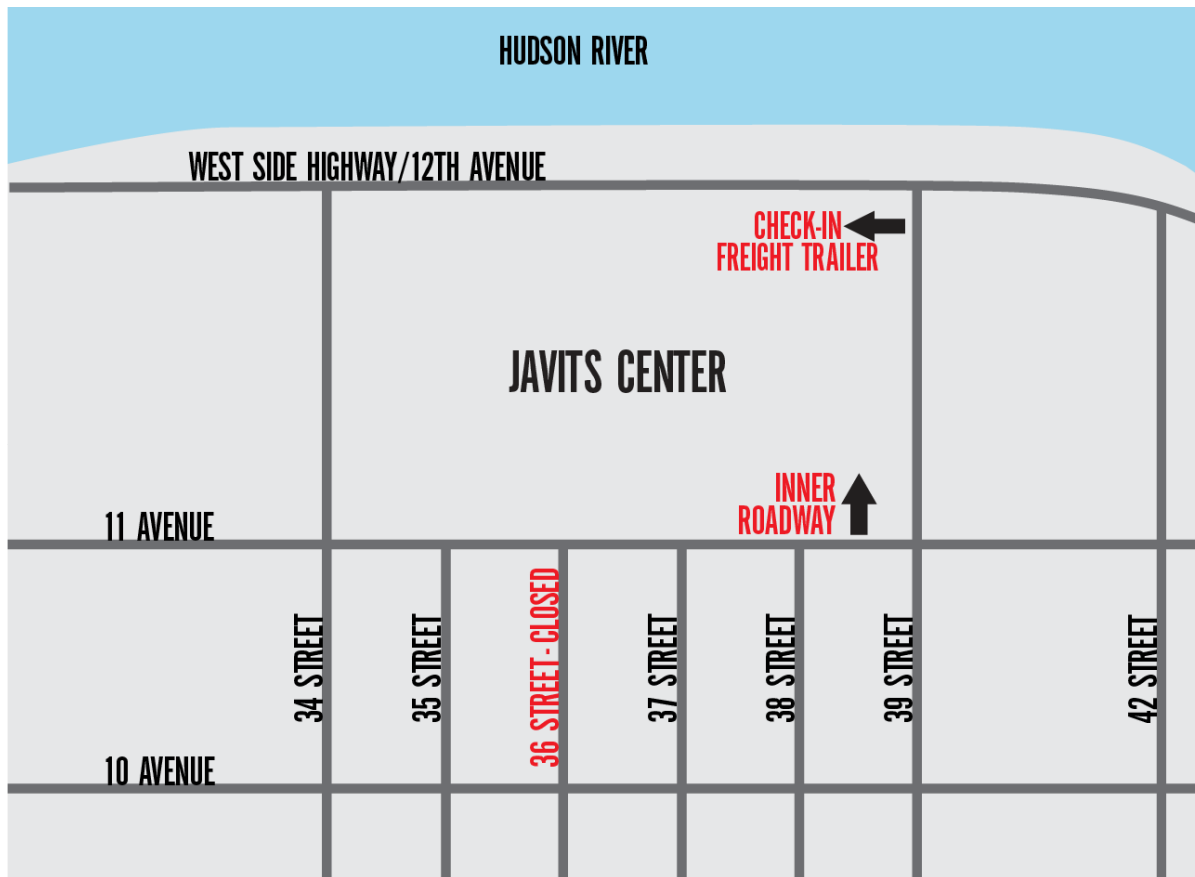 HUDSON RIVER
WEST SIDE HIGHWAY/12TH AVENUE
CHECK-IN
FREIGHT TRAILER
JAVITS CENTER
INNER
ROADWAY
11 AVENUE
34 STREET
35 STREET
36 STREET - CLOSED
37 STREET
38 STREET
39 STREET
42 STREET
10 AVENUE